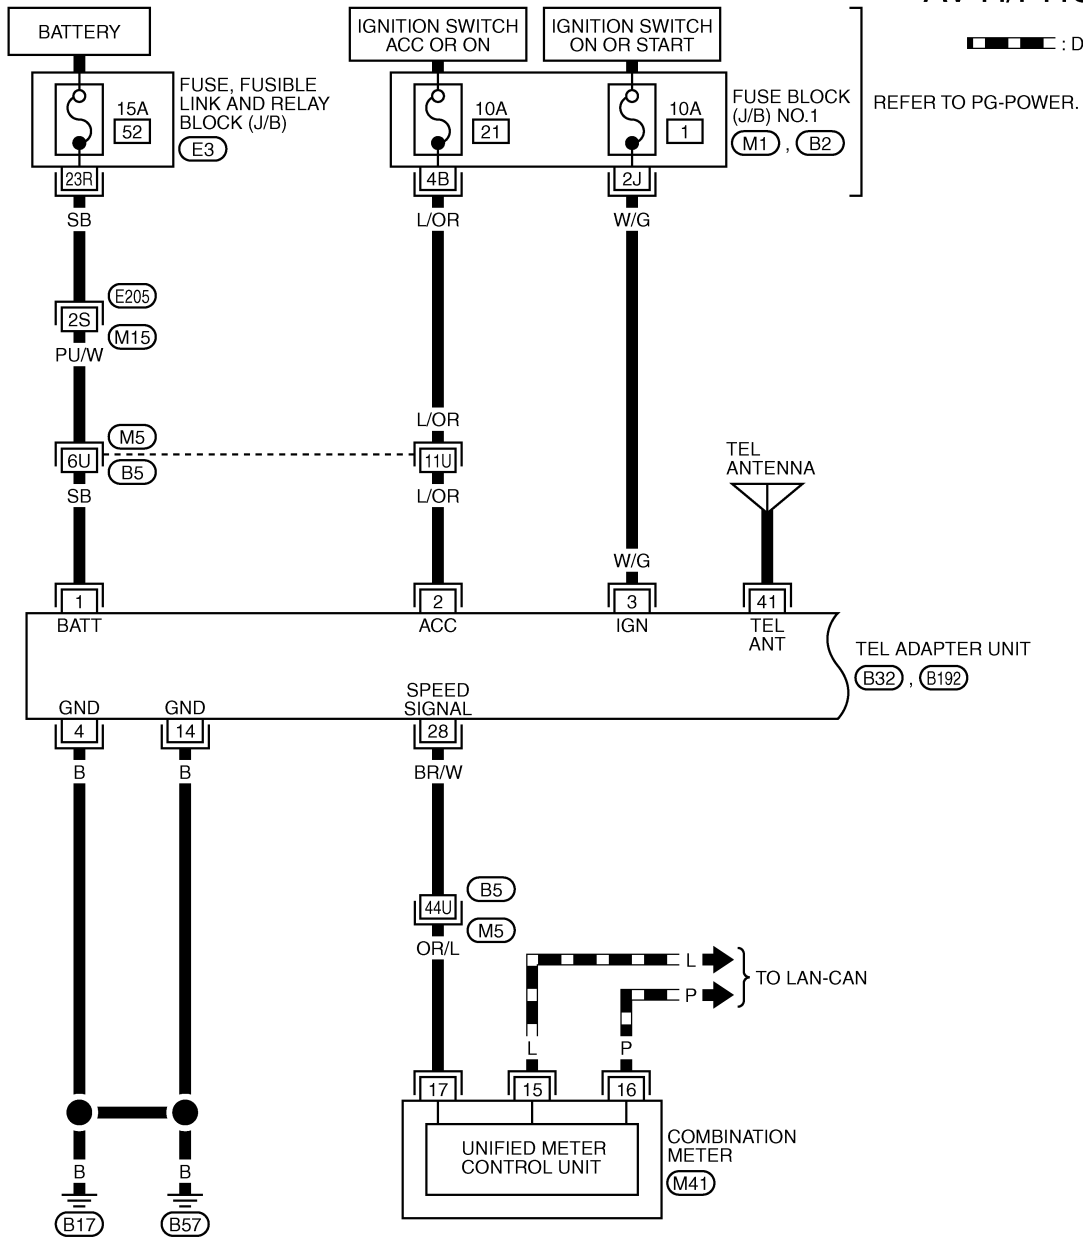 BATTERY
IGNITION SWITCH
ACC OR ON
IGNITION SWITCH
ON OR START
: D
15A
52
FUSE, FUSIBLE
LINK AND RELAY
BLOCK (J/B)
E3
10A
21
10A
1
FUSE BLOCK
(J/B) NO.1
M1 , B2
REFER TO PG-POWER.
23R
4B
2J
SB
L/OR
W/G
E205
2S
M15
PU/W
L/OR
M5
6U
B5
11U
SB
L/OR
TEL
ANTENNA
W/G
1
2
3
41
BATT
ACC
IGN
TEL
ANT
TEL ADAPTER UNIT
B32 , B192
GND
GND
SPEED
SIGNAL
4
14
28
B
B
BR/W
B5
44U
M5
OR/L
L
P
TO LAN-CAN
L
P
17
15
16
UNIFIED METER
CONTROL UNIT
COMBINATION
METER
M41
B
B
B17
B57